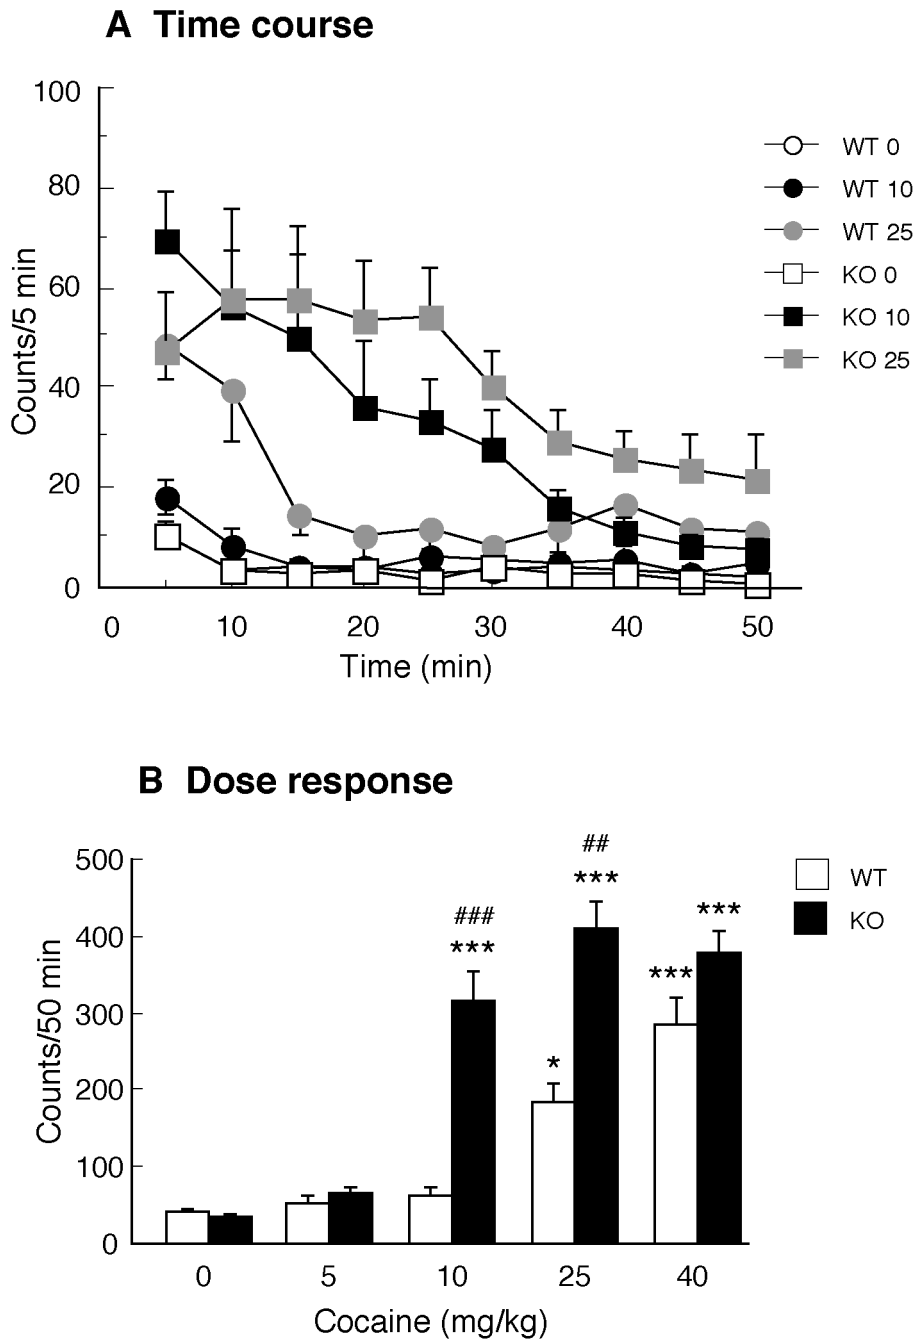 A Time course
100
80
60
40
20
0
Counts/5 min
0 10 20 30 40 50
Time (min)
WT 0
WT 10
WT 25
KO 0
KO 10
KO 25
B Dose response
500
400
300
200
100
0
Counts/50 min
###
***
##
***
*
***
***
0 5 10 25 40
Cocaine (mg/kg)
WT
KO